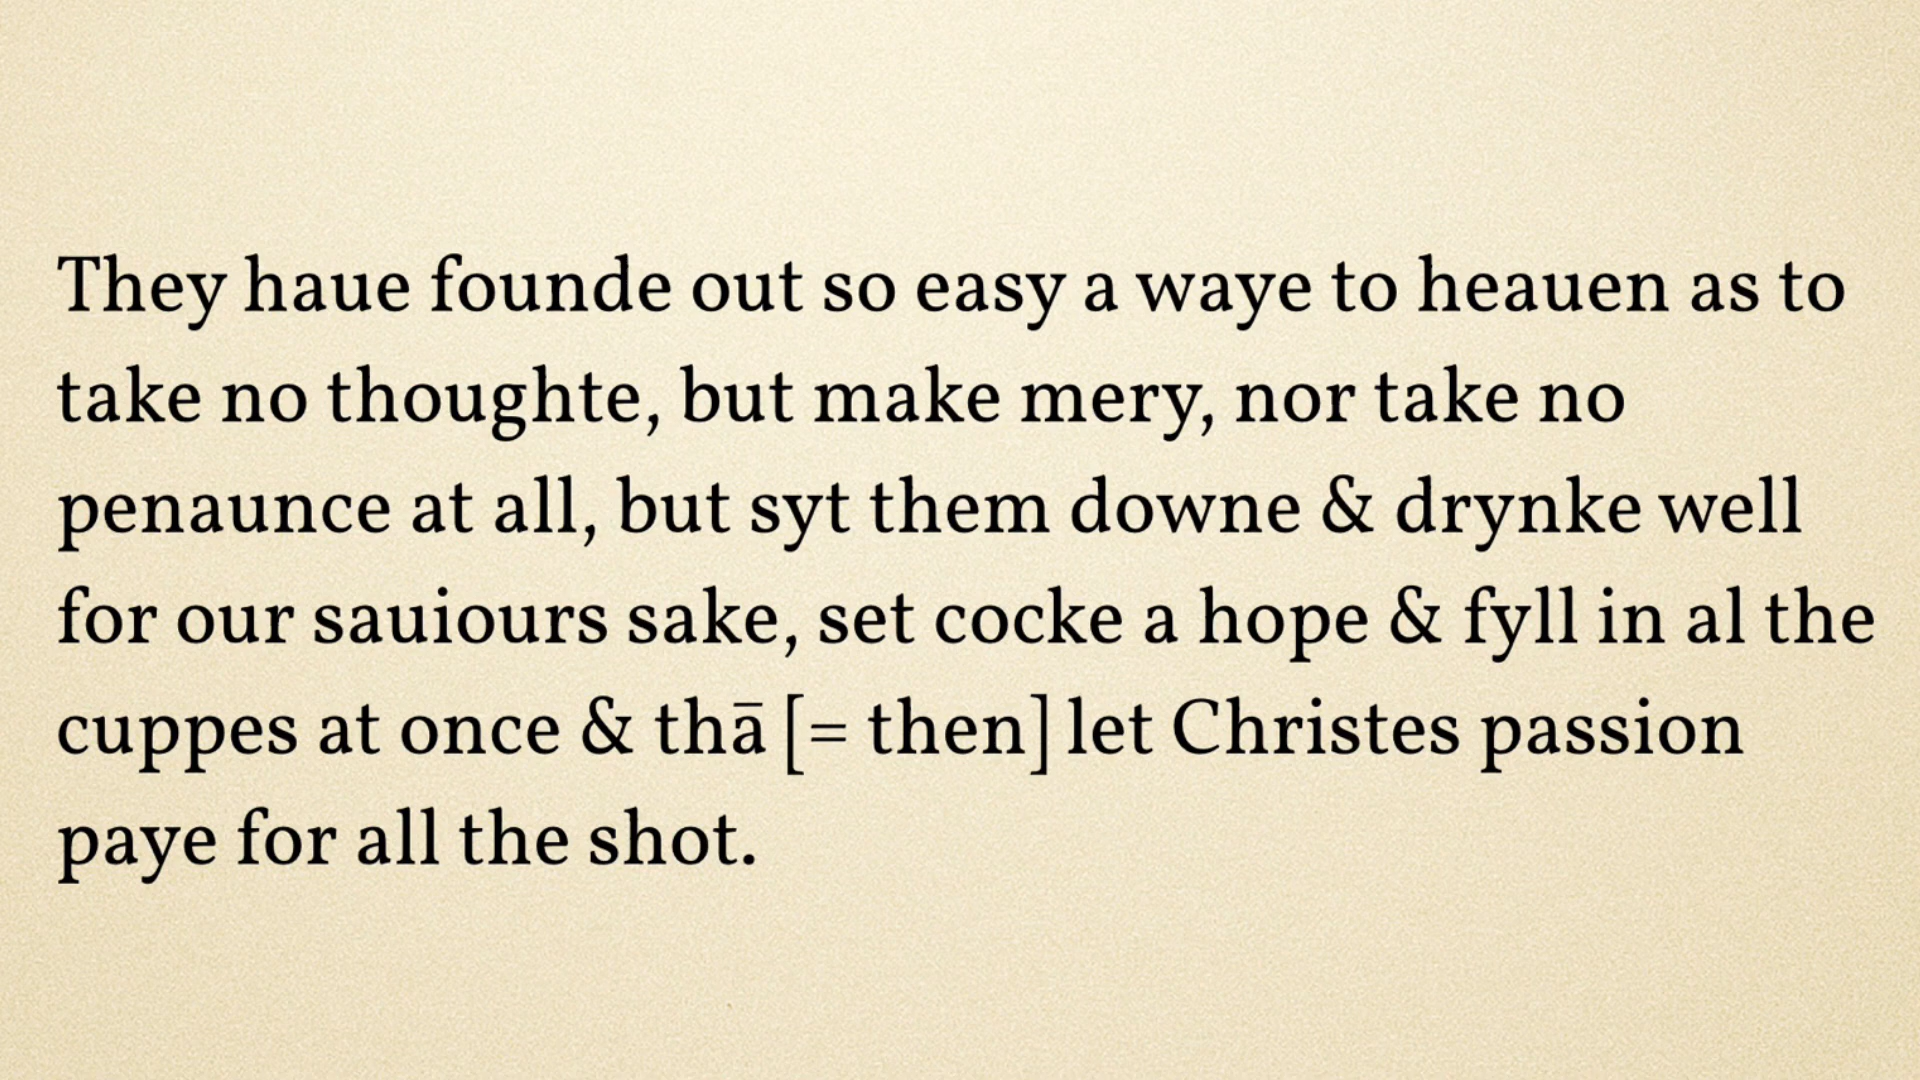 They haue founde out so easy a waye to heauen as to
take no thoughte, but make mery, nor take no
penaunce at all, but syt them downe & drynke well
for our sauiours sake, set cocke a hope & fyll in al the
cuppes at once & thā [= then] let Christes passion
paye for all the shot.